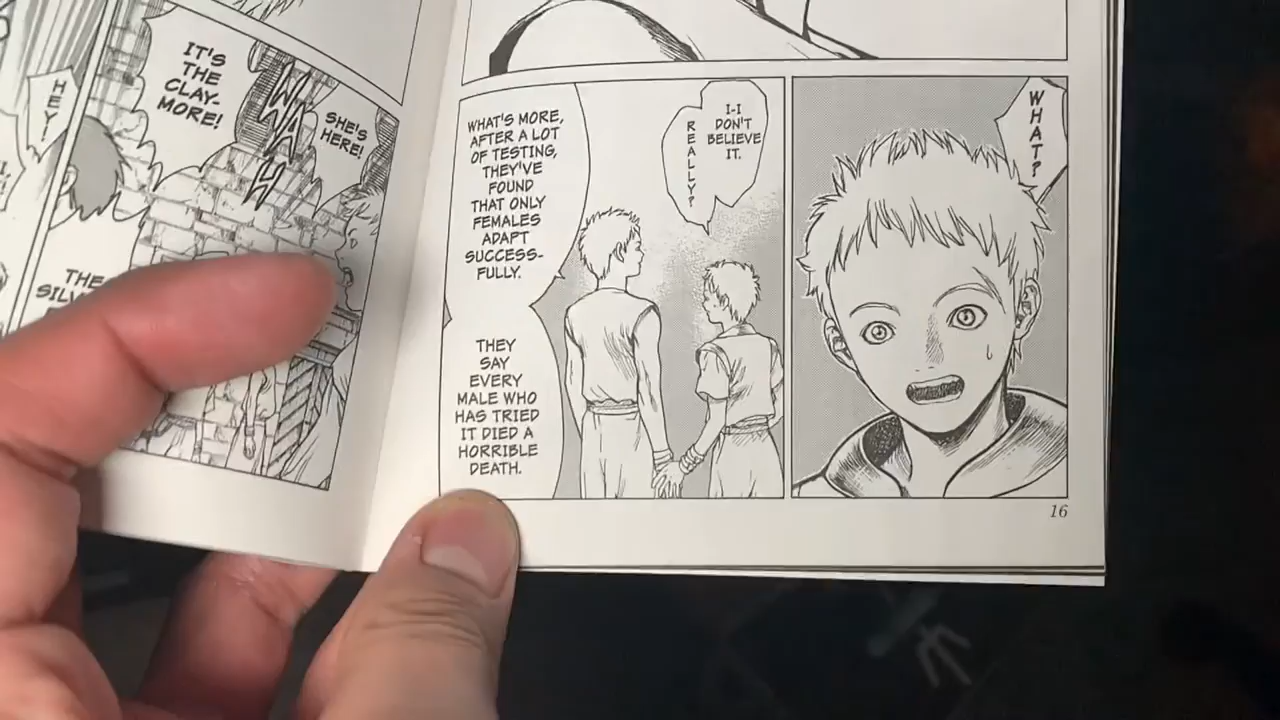 HEY!
IT'S
THE
CLAY-
MORE!
WAAH
SHE'S
HERE!
THE
WHAT'S MORE,
AFTER A LOT
OF TESTING,
THEY'VE
FOUND
THAT ONLY
FEMALES
ADAPT
SUCCESS-
FULLY.
THEY
SAY
EVERY
MALE WHO
HAS TRIED
IT DIED A
HORRIBLE
DEATH.
I-I
DON'T
BELIEVE
IT.
REALLY?
WHAT?
16